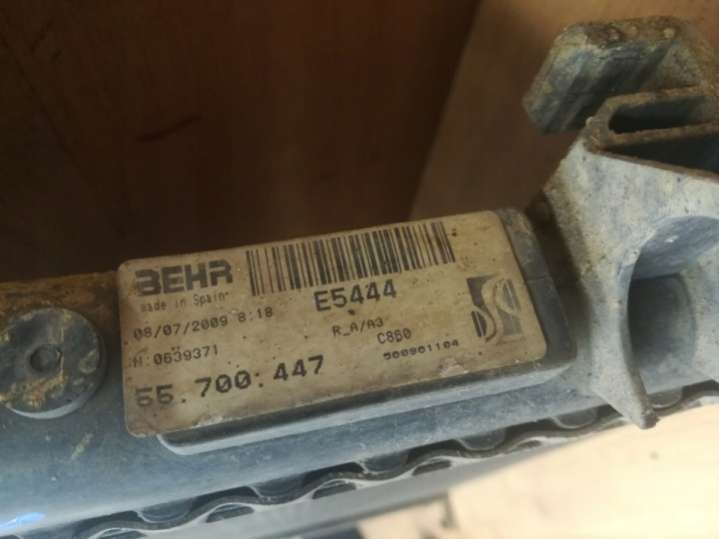 BEHR
made in Spain
E5444
08/07/2009 8:18
R_A/A3
N:0639371
C860
55.700.447
500901104